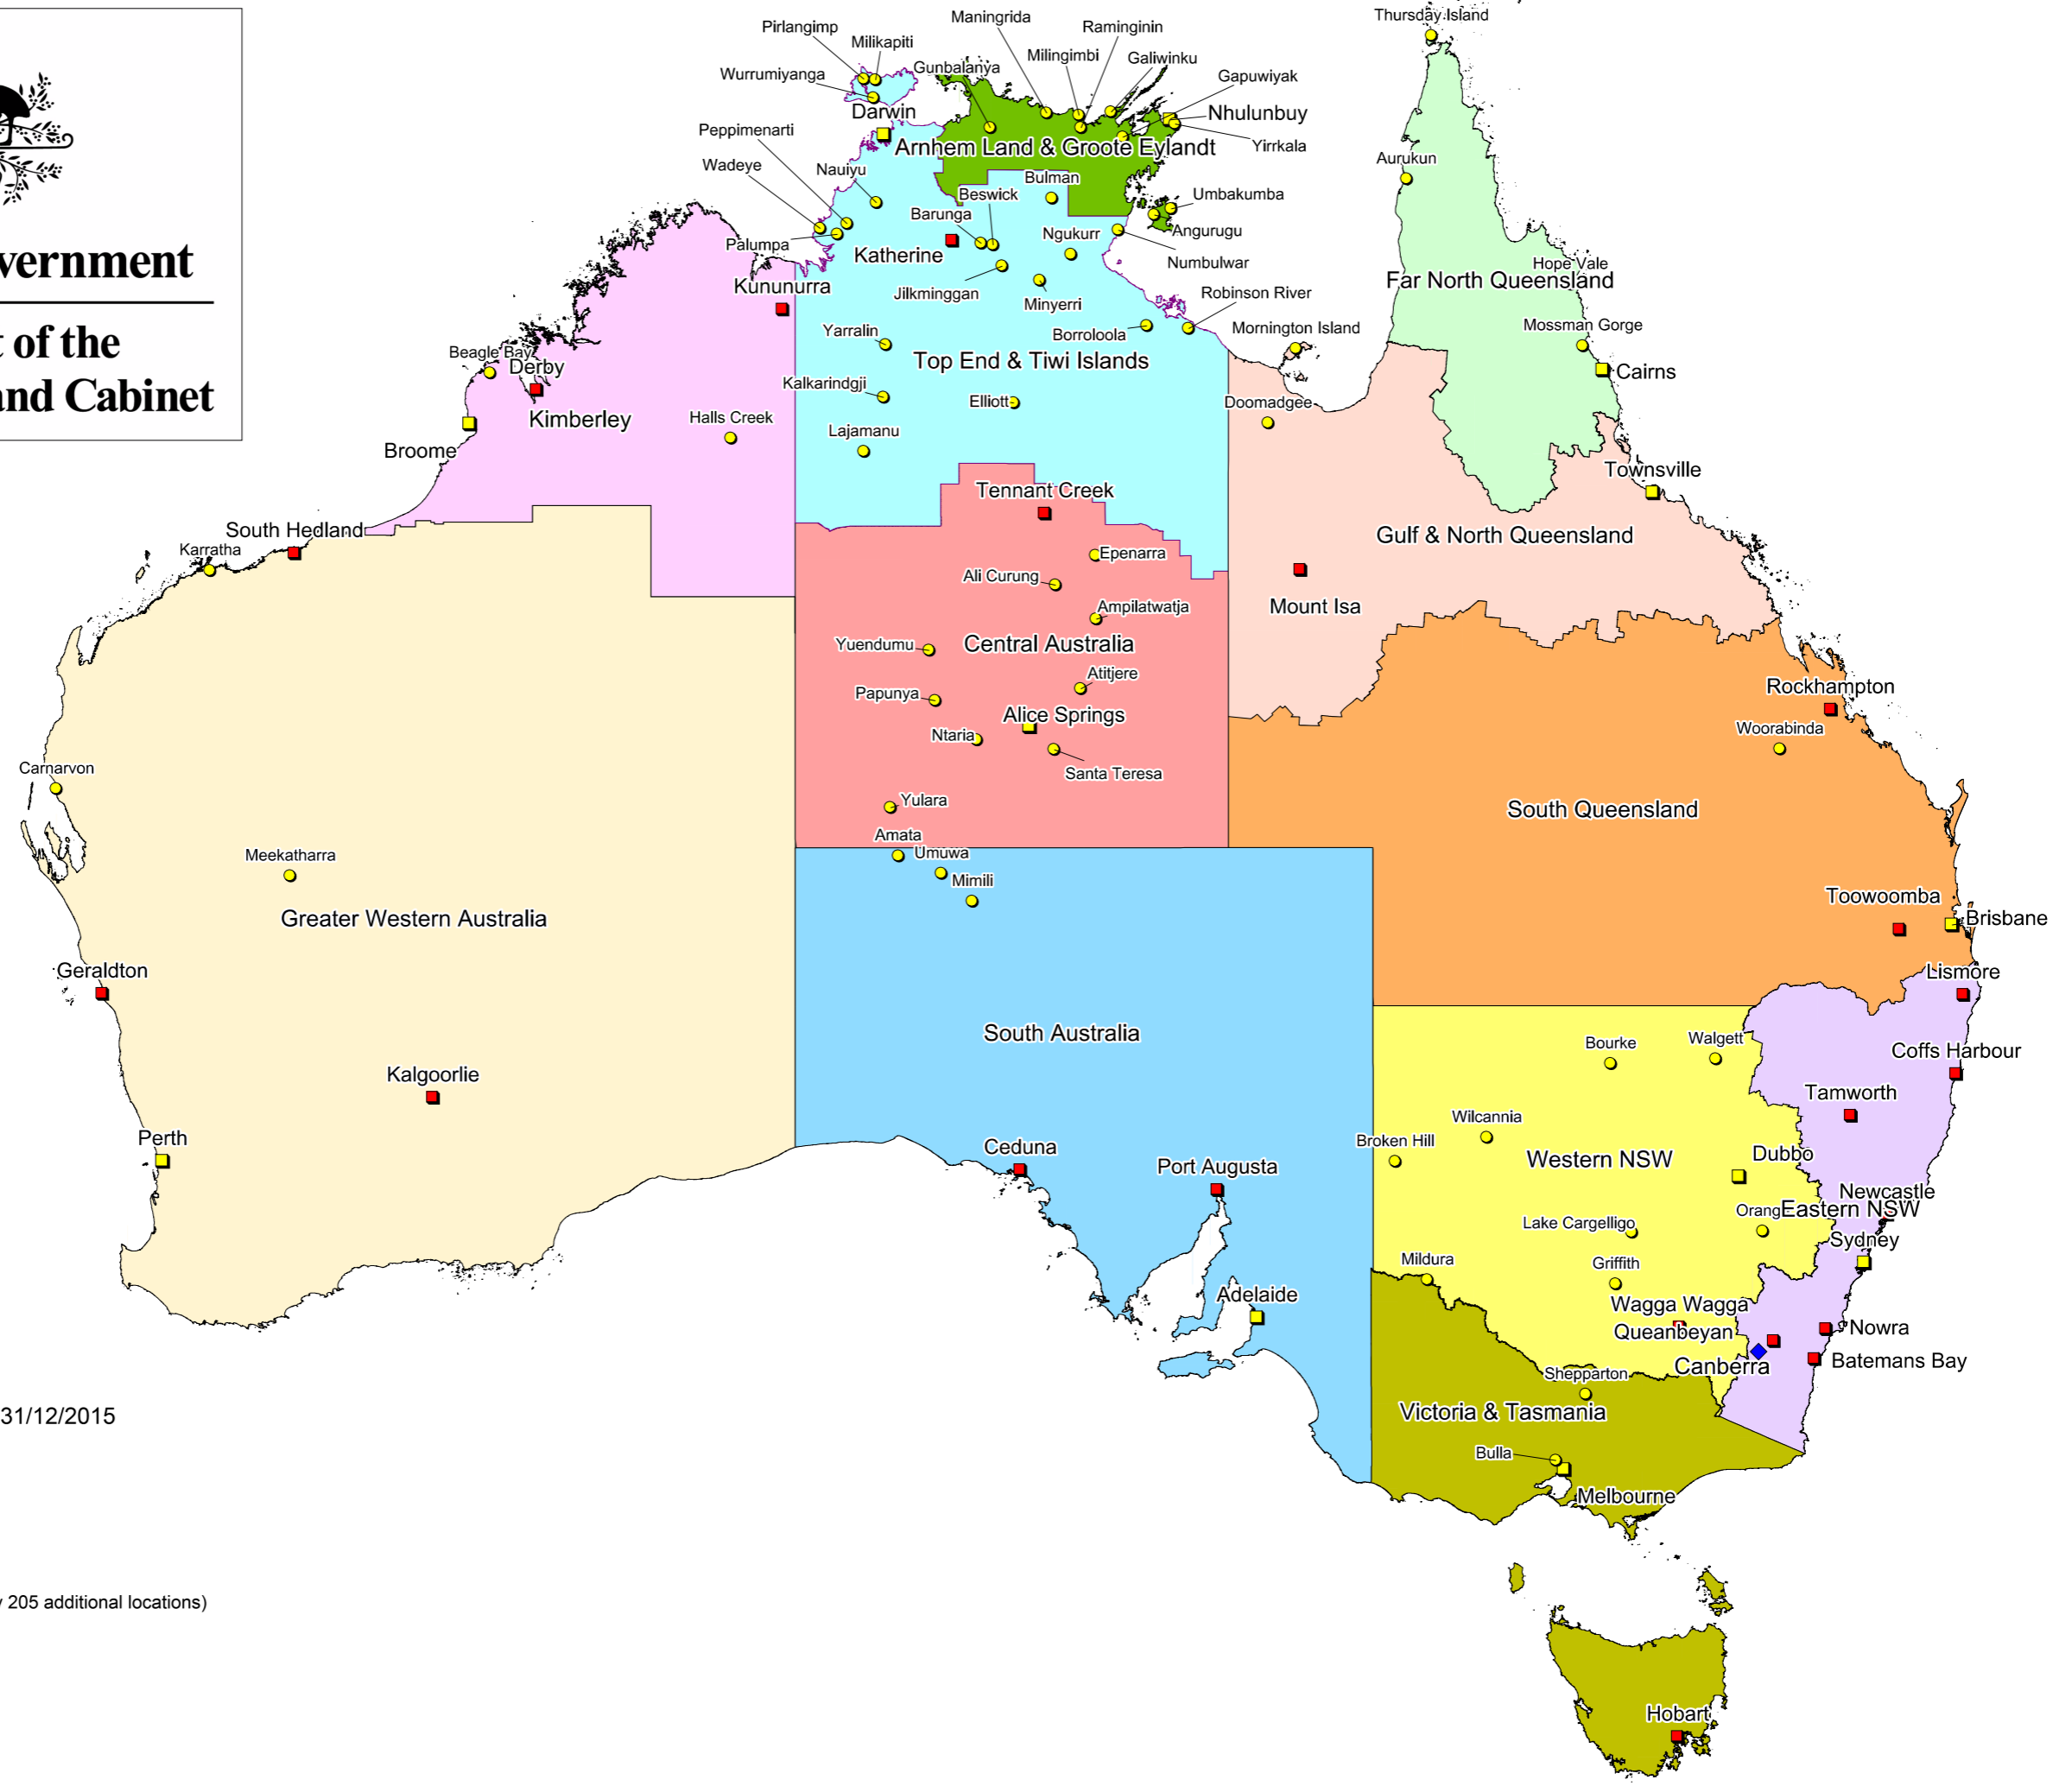 vernment
t of the
and Cabinet
Thursday Island
Maningrida
Raminginin
Pirlangimp
Milikapiti
Milingimbi
Galiwinku
Wurrumiyanga
Gunbalanya
Gapuwiyak
Darwin
Nhulunbuy
Peppimenarti
Arnhem Land & Groote Eylandt
Yirrkala
Wadeye
Nauiyu
Aurukun
Bulman
Beswick
Umbakumba
Barunga
Angurugu
Palumpa
Katherine
Ngukurr
Numbulwar
Hope Vale
Far North Queensland
Kununurra
Jilkminggan
Minyerri
Robinson River
Yarralin
Borroloola
Mornington Island
Mossman Gorge
Beagle Bay
Derby
Top End & Tiwi Islands
Cairns
Kalkarindgji
Elliott
Doomadgee
Kimberley
Halls Creek
Broome
Lajamanu
Townsville
Tennant Creek
South Hedland
Gulf & North Queensland
Karratha
Epenarra
Ali Curung
Mount Isa
Ampilatwatja
Yuendumu
Central Australia
Atitjere
Papunya
Rockhampton
Alice Springs
Woorabinda
Ntaria
Santa Teresa
Carnarvon
Yulara
South Queensland
Amata
Umuwa
Meekatharra
Mimili
Toowoomba
Greater Western Australia
Brisbane
Geraldton
Lismore
South Australia
Bourke
Walgett
Coffs Harbour
Kalgoorlie
Tamworth
Wilcannia
Perth
Broken Hill
Ceduna
Dubbo
Western NSW
Port Augusta
Newcastle
Orang
Eastern NSW
Lake Cargelligo
Sydney
Mildura
Griffith
Adelaide
Wagga Wagga
Queanbeyan
Nowra
Canberra
Batemans Bay
Shepparton
31/12/2015
Victoria & Tasmania
Bulla
Melbourne
205 additional locations)
Hobart